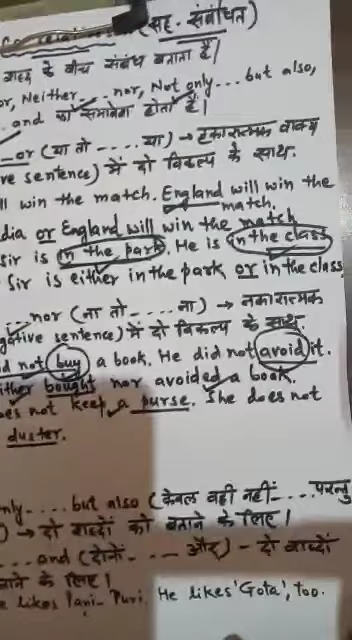 (सह-संबंधित)
शब्द के बीच संबंध बताता है।
or, Neither... nor, Not only... but also,
and का समावेश होता है।
or (या तो .... या) → सकारात्मक वाक्य
ve sentence) में दो विकल्प के साथ.
ll win the match. England will win the
match.
dia or England will win the match
Sir is in the park. He is in the class
Sir is either in the park or in the class
...nor (ना तो ..... ना) → नकारात्मक
gative sentence) में दो विकल्प के साथ.
id not buy a book. He did not avoid it.
ither bought nor avoided a book.
oes not keep a purse. She does not
duster.
nly.... but also (केवल वही नहीं.... परन्तु
) → दो शब्दों को बताने के लिए।
...and (दोनों - ... और) - दो शब्दों
ाने के लिए।
e likes Pani-Puri. He likes 'Gota', too.